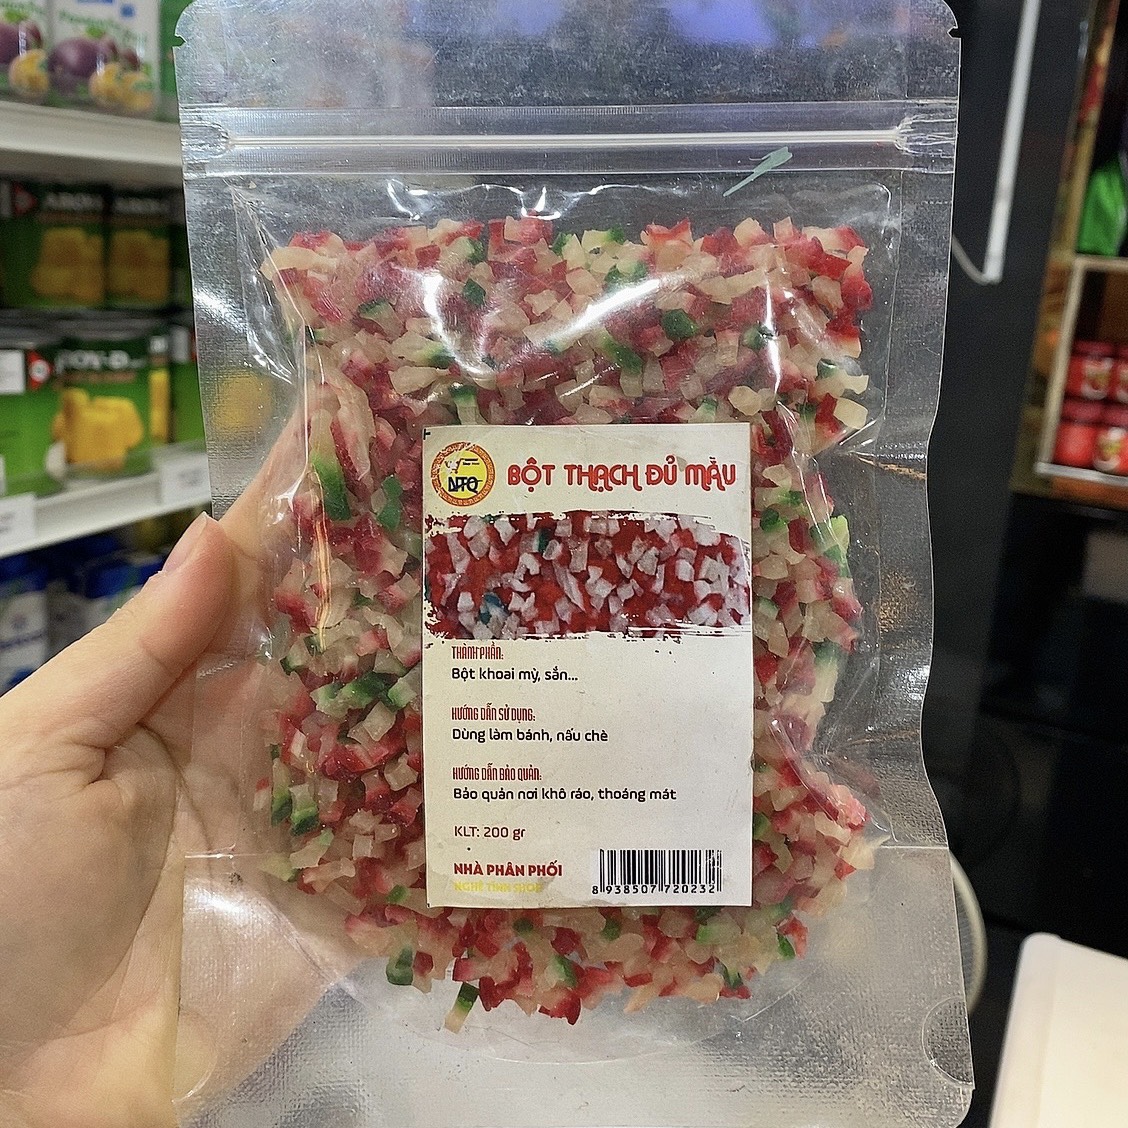 AROY-D
BỘT THẠCH ĐỦ MÀU
THÀNH PHẦN:
Bột khoai mỳ, sắn...
HƯỚNG DẪN SỬ DỤNG:
Dùng làm bánh, nấu chè
HƯỚNG DẪN BẢO QUẢN:
Bảo quản nơi khô ráo, thoáng mát
KLT: 200 gr
NHÀ PHÂN PHỐI
NGHỆ TĨNH SHOP
8 938507 720232